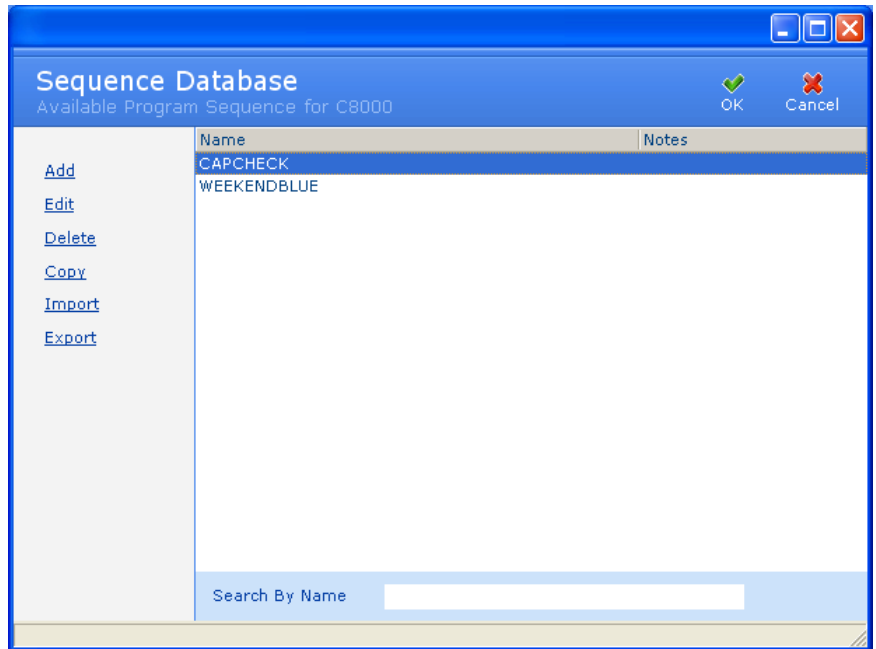 Sequence Database
Available Program Sequence for C8000
OK Cancel
Name Notes
CAPCHECK
WEEKENDBLUE
Add
Edit
Delete
Copy
Import
Export
Search By Name